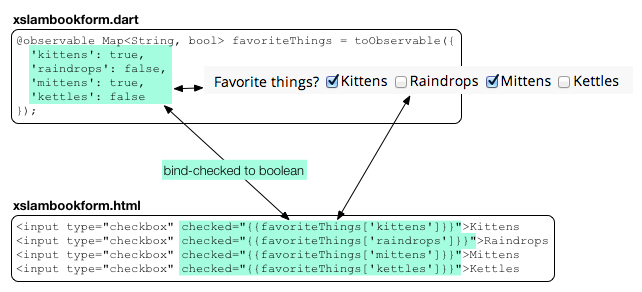 xslambookform.dart
@observable Map<String, bool> favoriteThings = toObservable({
'kittens': true,
'raindrops': false,
'mittens': true,
'kettles': false
});
Favorite things? Kittens Raindrops Mittens Kettles
bind-checked to boolean
xslambookform.html
<input type="checkbox" checked="{{favoriteThings['kittens']}}">Kittens
<input type="checkbox" checked="{{favoriteThings['raindrops']}}">Raindrops
<input type="checkbox" checked="{{favoriteThings['mittens']}}">Mittens
<input type="checkbox" checked="{{favoriteThings['kettles']}}">Kettles